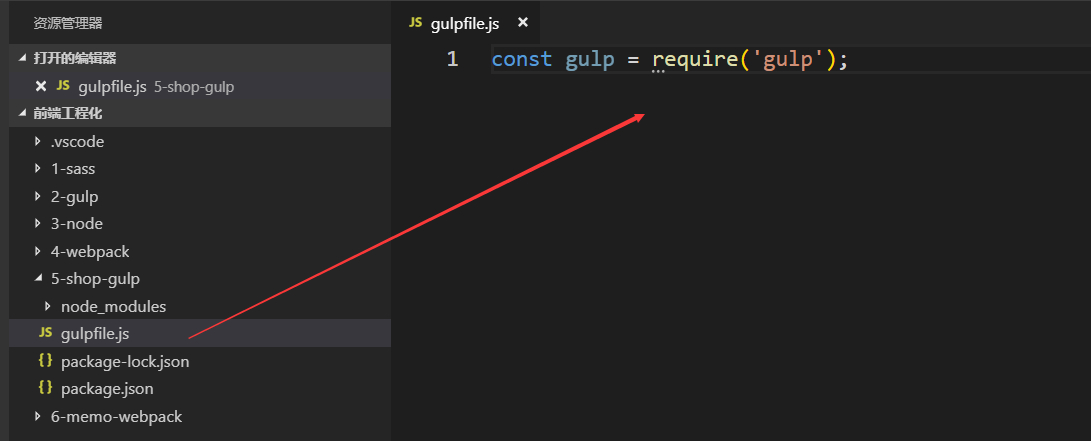 资源管理器
打开的编辑器
JS gulpfile.js 5-shop-gulp
前端工程化
.vscode
1-sass
2-gulp
3-node
4-webpack
5-shop-gulp
node_modules
JS gulpfile.js
{} package-lock.json
{} package.json
6-memo-webpack
JS gulpfile.js
1 const gulp = require('gulp');